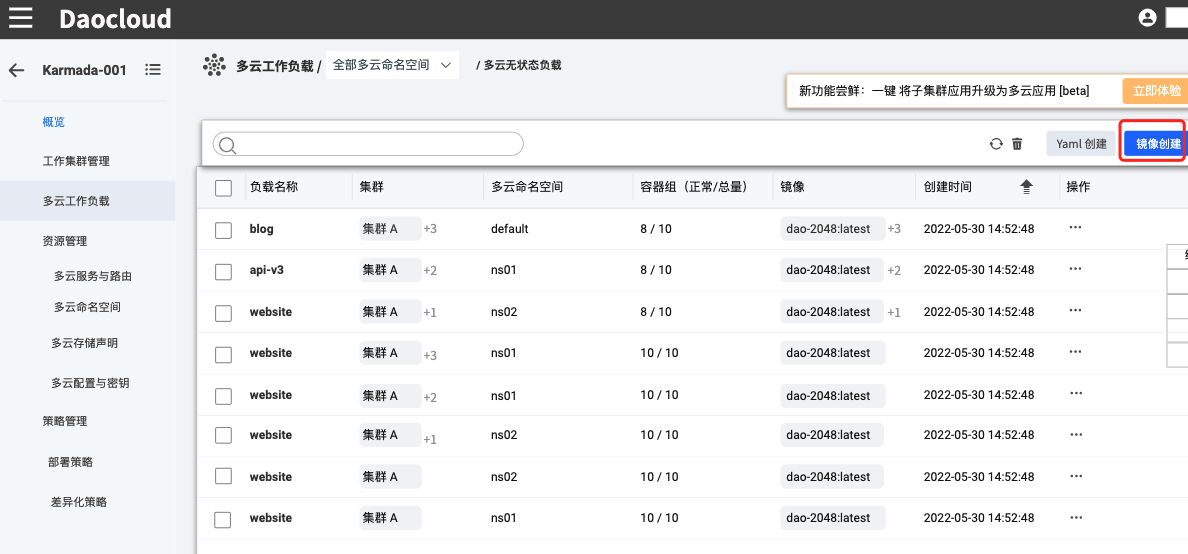 Daocloud
Karmada-001
多云工作负载 / 全部多云命名空间 / 多云无状态负载
新功能尝鲜：一键 将子集群应用升级为多云应用 [beta] 立即体验
概览
工作集群管理
多云工作负载
资源管理
多云服务与路由
多云命名空间
多云存储声明
多云配置与密钥
策略管理
部署策略
差异化策略
Yaml 创建 镜像创建
负载名称 集群 多云命名空间 容器组（正常/总量） 镜像 创建时间 操作
blog 集群 A +3 default 8 / 10 dao-2048:latest +3 2022-05-30 14:52:48 ···
api-v3 集群 A +2 ns01 8 / 10 dao-2048:latest +2 2022-05-30 14:52:48 ···
website 集群 A +1 ns02 8 / 10 dao-2048:latest +1 2022-05-30 14:52:48 ···
website 集群 A +3 ns01 10 / 10 dao-2048:latest 2022-05-30 14:52:48 ···
website 集群 A +2 ns01 10 / 10 dao-2048:latest 2022-05-30 14:52:48 ···
website 集群 A +1 ns02 10 / 10 dao-2048:latest 2022-05-30 14:52:48 ···
website 集群 A ns02 10 / 10 dao-2048:latest 2022-05-30 14:52:48 ···
website 集群 A ns01 10 / 10 dao-2048:latest 2022-05-30 14:52:48 ···